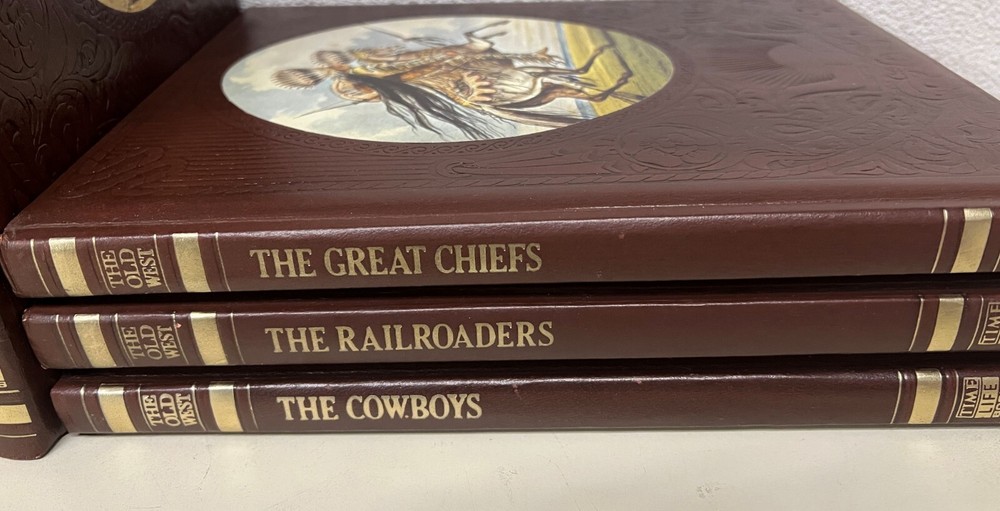 THE
OLD
WEST
THE GREAT CHIEFS
THE
OLD
WEST
THE RAILROADERS
TIME
THE
OLD
WEST
THE COWBOYS
TIME
LIFE